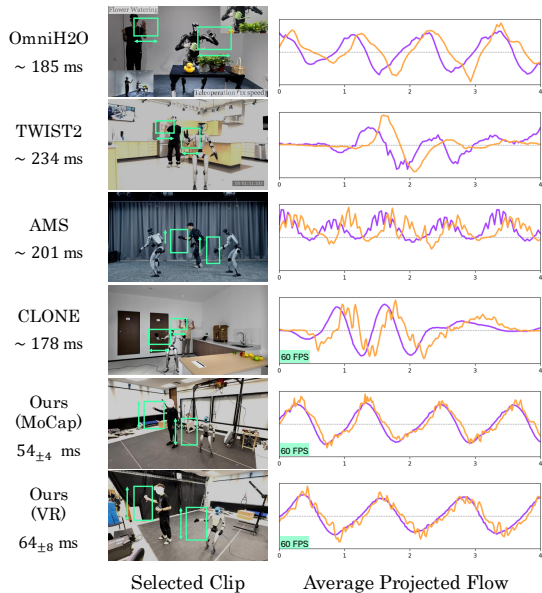 OmniH2O
~ 185 ms
Flower Watering
Teleoperation / 1x speed
0 1 2 3 4
TWIST2
~ 234 ms
0 1 2 3 4
AMS
~ 201 ms
0 1 2 3 4
CLONE
~ 178 ms
60 FPS
0 1 2 3 4
Ours
(MoCap)
54±4 ms
60 FPS
0 1 2 3 4
Ours
(VR)
64±8 ms
60 FPS
0 1 2 3 4
Selected Clip
Average Projected Flow